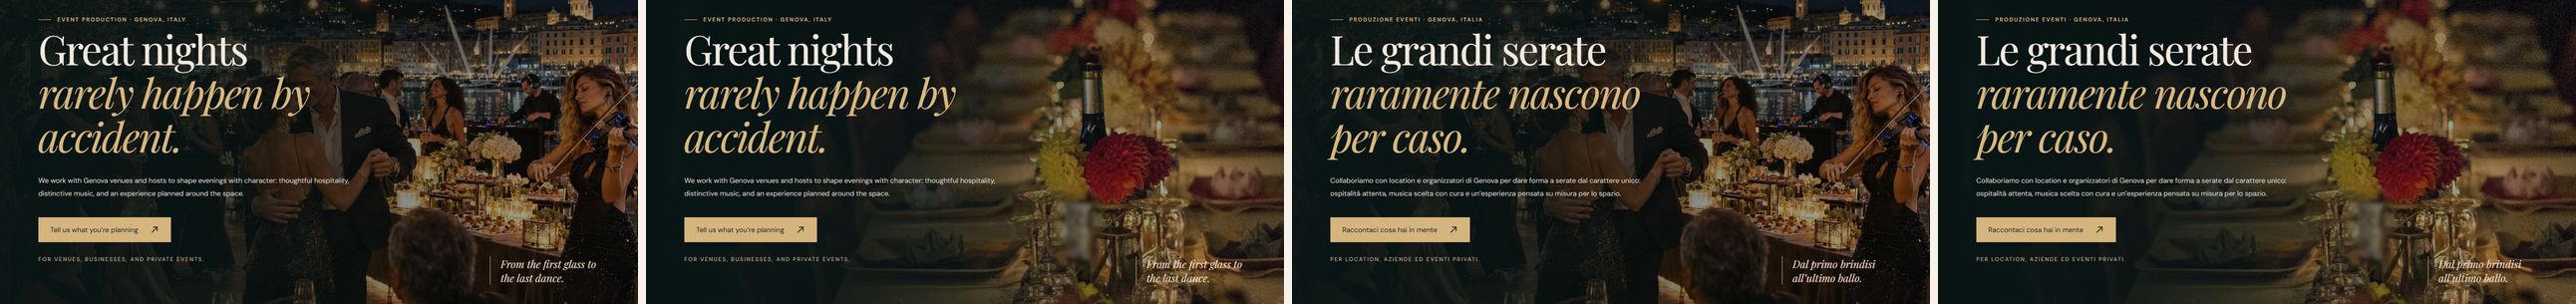 EVENT PRODUCTION · GENOVA, ITALY
Great nights
rarely happen by
accident.
We work with Genova venues and hosts to shape evenings with character: thoughtful hospitality,
distinctive music, and an experience planned around the space.
Tell us what you're planning
FOR VENUES, BUSINESSES, AND PRIVATE EVENTS.
From the first glass to
the last dance.
EVENT PRODUCTION · GENOVA, ITALY
Great nights
rarely happen by
accident.
We work with Genova venues and hosts to shape evenings with character: thoughtful hospitality,
distinctive music, and an experience planned around the space.
Tell us what you're planning
FOR VENUES, BUSINESSES, AND PRIVATE EVENTS.
From the first glass to
the last dance.
PRODUZIONE EVENTI · GENOVA, ITALIA
Le grandi serate
raramente nascono
per caso.
Collaboriamo con location e organizzatori di Genova per dare forma a serate dal carattere unico:
ospitalità attenta, musica scelta con cura e un'esperienza pensata su misura per lo spazio.
Raccontaci cosa hai in mente
PER LOCATION, AZIENDE ED EVENTI PRIVATI.
Dal primo brindisi
all'ultimo ballo.
PRODUZIONE EVENTI · GENOVA, ITALIA
Le grandi serate
raramente nascono
per caso.
Collaboriamo con location e organizzatori di Genova per dare forma a serate dal carattere unico:
ospitalità attenta, musica scelta con cura e un'esperienza pensata su misura per lo spazio.
Raccontaci cosa hai in mente
PER LOCATION, AZIENDE ED EVENTI PRIVATI.
Dal primo brindisi
all'ultimo ballo.